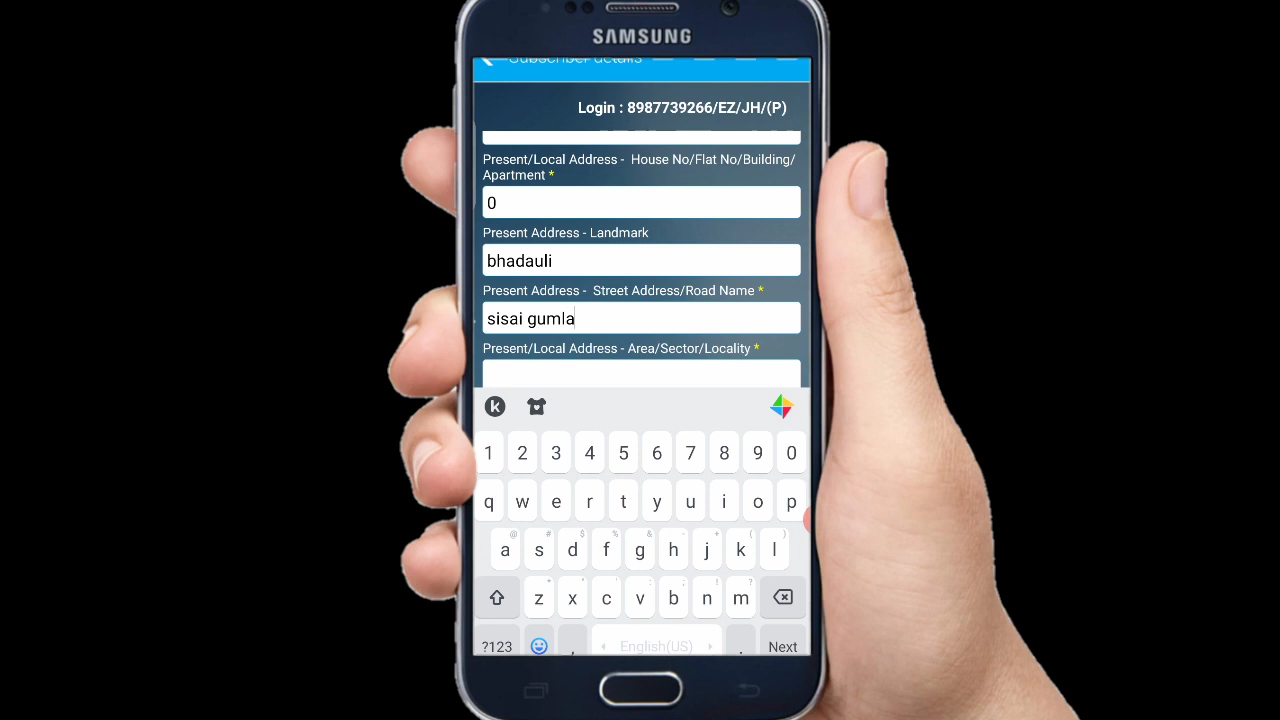 SAMSUNG
Subscriber details
Login : 8987739266/EZ/JH/(P)
Present/Local Address - House No/Flat No/Building/
Apartment *
0
Present Address - Landmark
bhadauli
Present Address - Street Address/Road Name *
sisai gumla
Present/Local Address - Area/Sector/Locality *
k
1 2 3 4 5 6 7 8 9 0
q w e r t y u i o p
@ # $ % & - + ( )
a s d f g h j k l
* " ' : ; ! ?
z x c v b n m
?123 , English(US) . Next